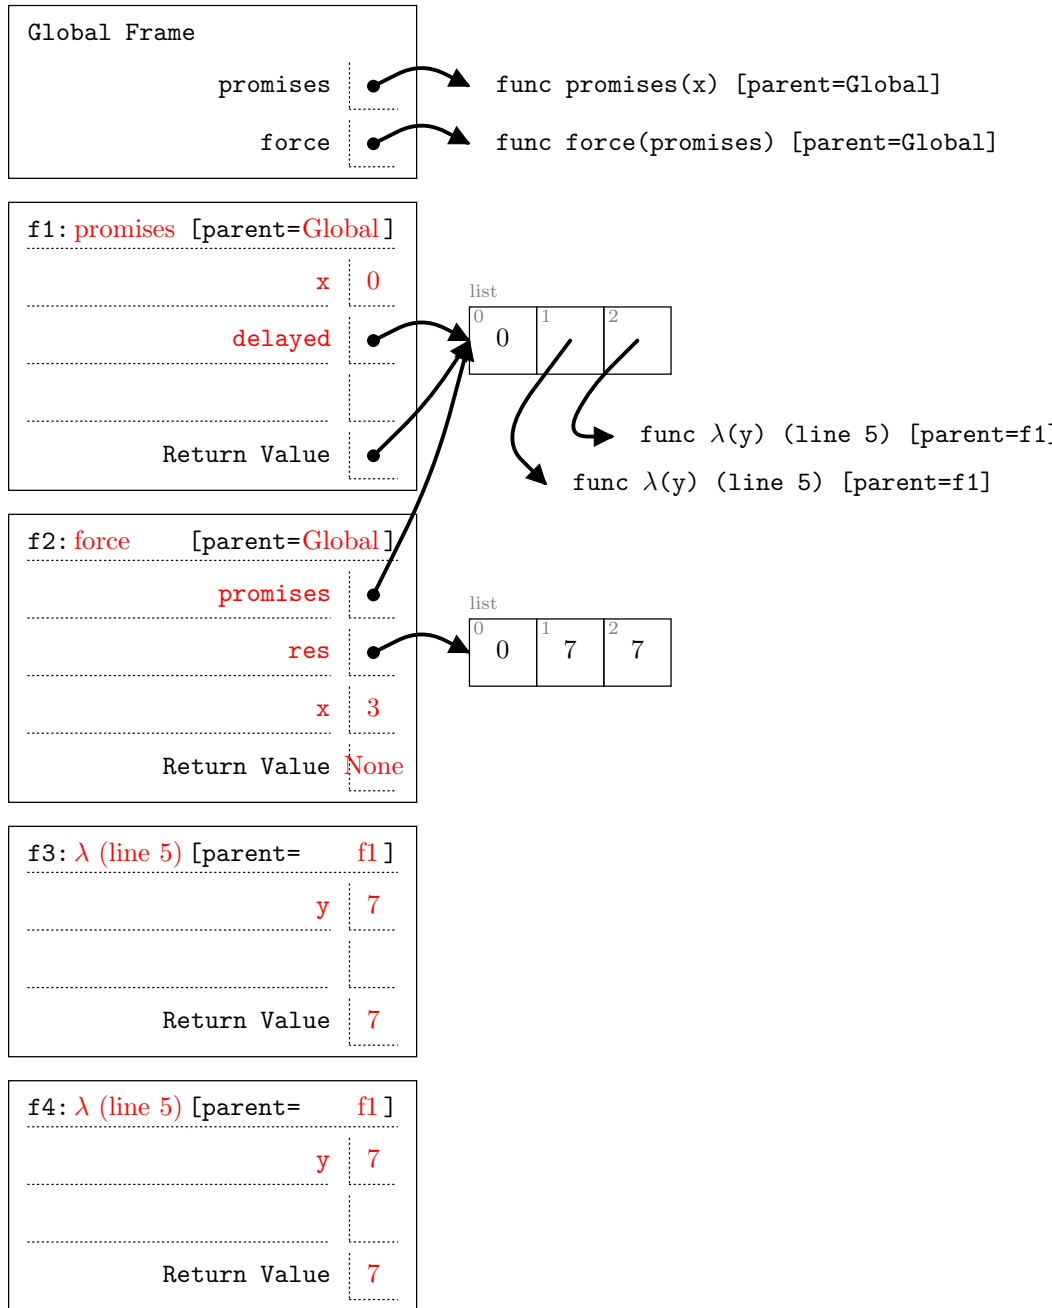 Global Frame
promises func promises(x) [parent=Global]
force func force(promises) [parent=Global]
f1: promises [parent=Global]
x 0
list
delayed
0 1 2
0
func λ(y) (line 5) [parent=f1]
Return Value
func λ(y) (line 5) [parent=f1]
f2: force [parent=Global]
promises
list
res
0 1 2
0 7 7
x 3
Return Value None
f3: λ (line 5) [parent= f1]
y 7
Return Value 7
f4: λ (line 5) [parent= f1]
y 7
Return Value 7